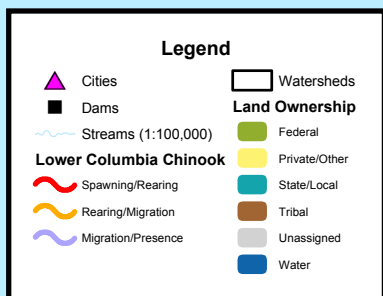 Legend
Cities
Dams
Streams (1:100,000)
Lower Columbia Chinook
Spawning/Rearing
Rearing/Migration
Migration/Presence
Watersheds
Land Ownership
Federal
Private/Other
State/Local
Tribal
Unassigned
Water